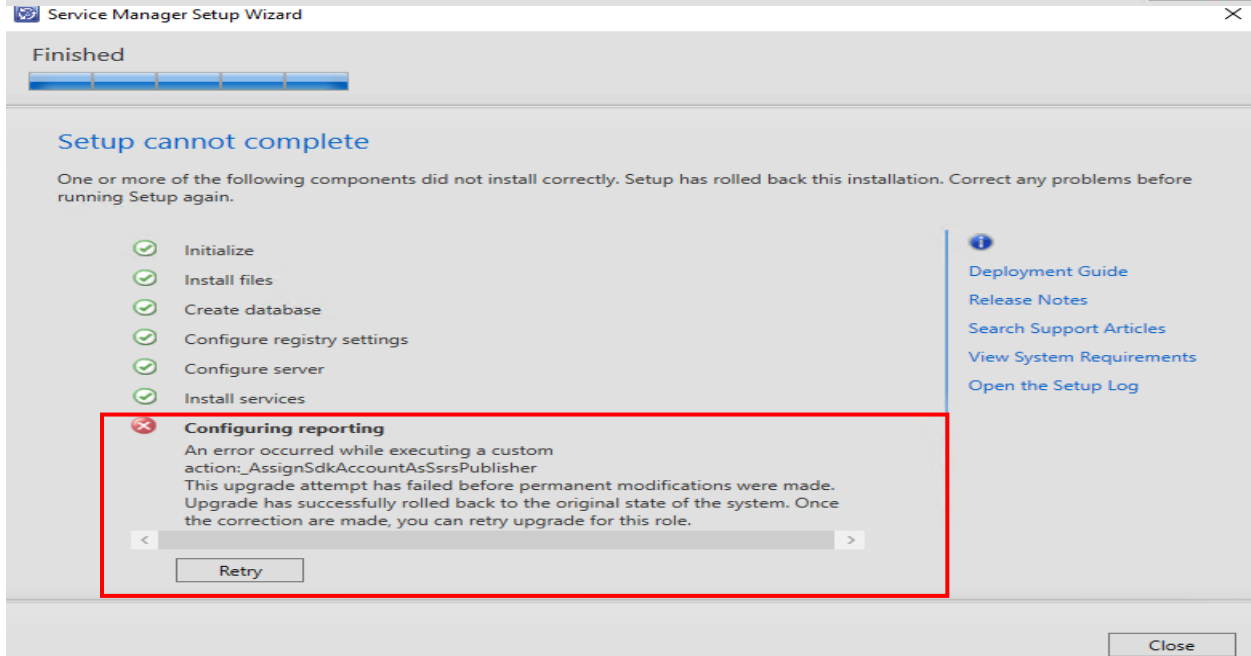 Service Manager Setup Wizard
Finished
Setup cannot complete
One or more of the following components did not install correctly. Setup has rolled back this installation. Correct any problems before
running Setup again.
Initialize
Install files
Create database
Configure registry settings
Configure server
Install services
Configuring reporting
An error occurred while executing a custom
action:_AssignSdkAccountAsSsrsPublisher
This upgrade attempt has failed before permanent modifications were made.
Upgrade has successfully rolled back to the original state of the system. Once
the correction are made, you can retry upgrade for this role.
Retry
Deployment Guide
Release Notes
Search Support Articles
View System Requirements
Open the Setup Log
Close